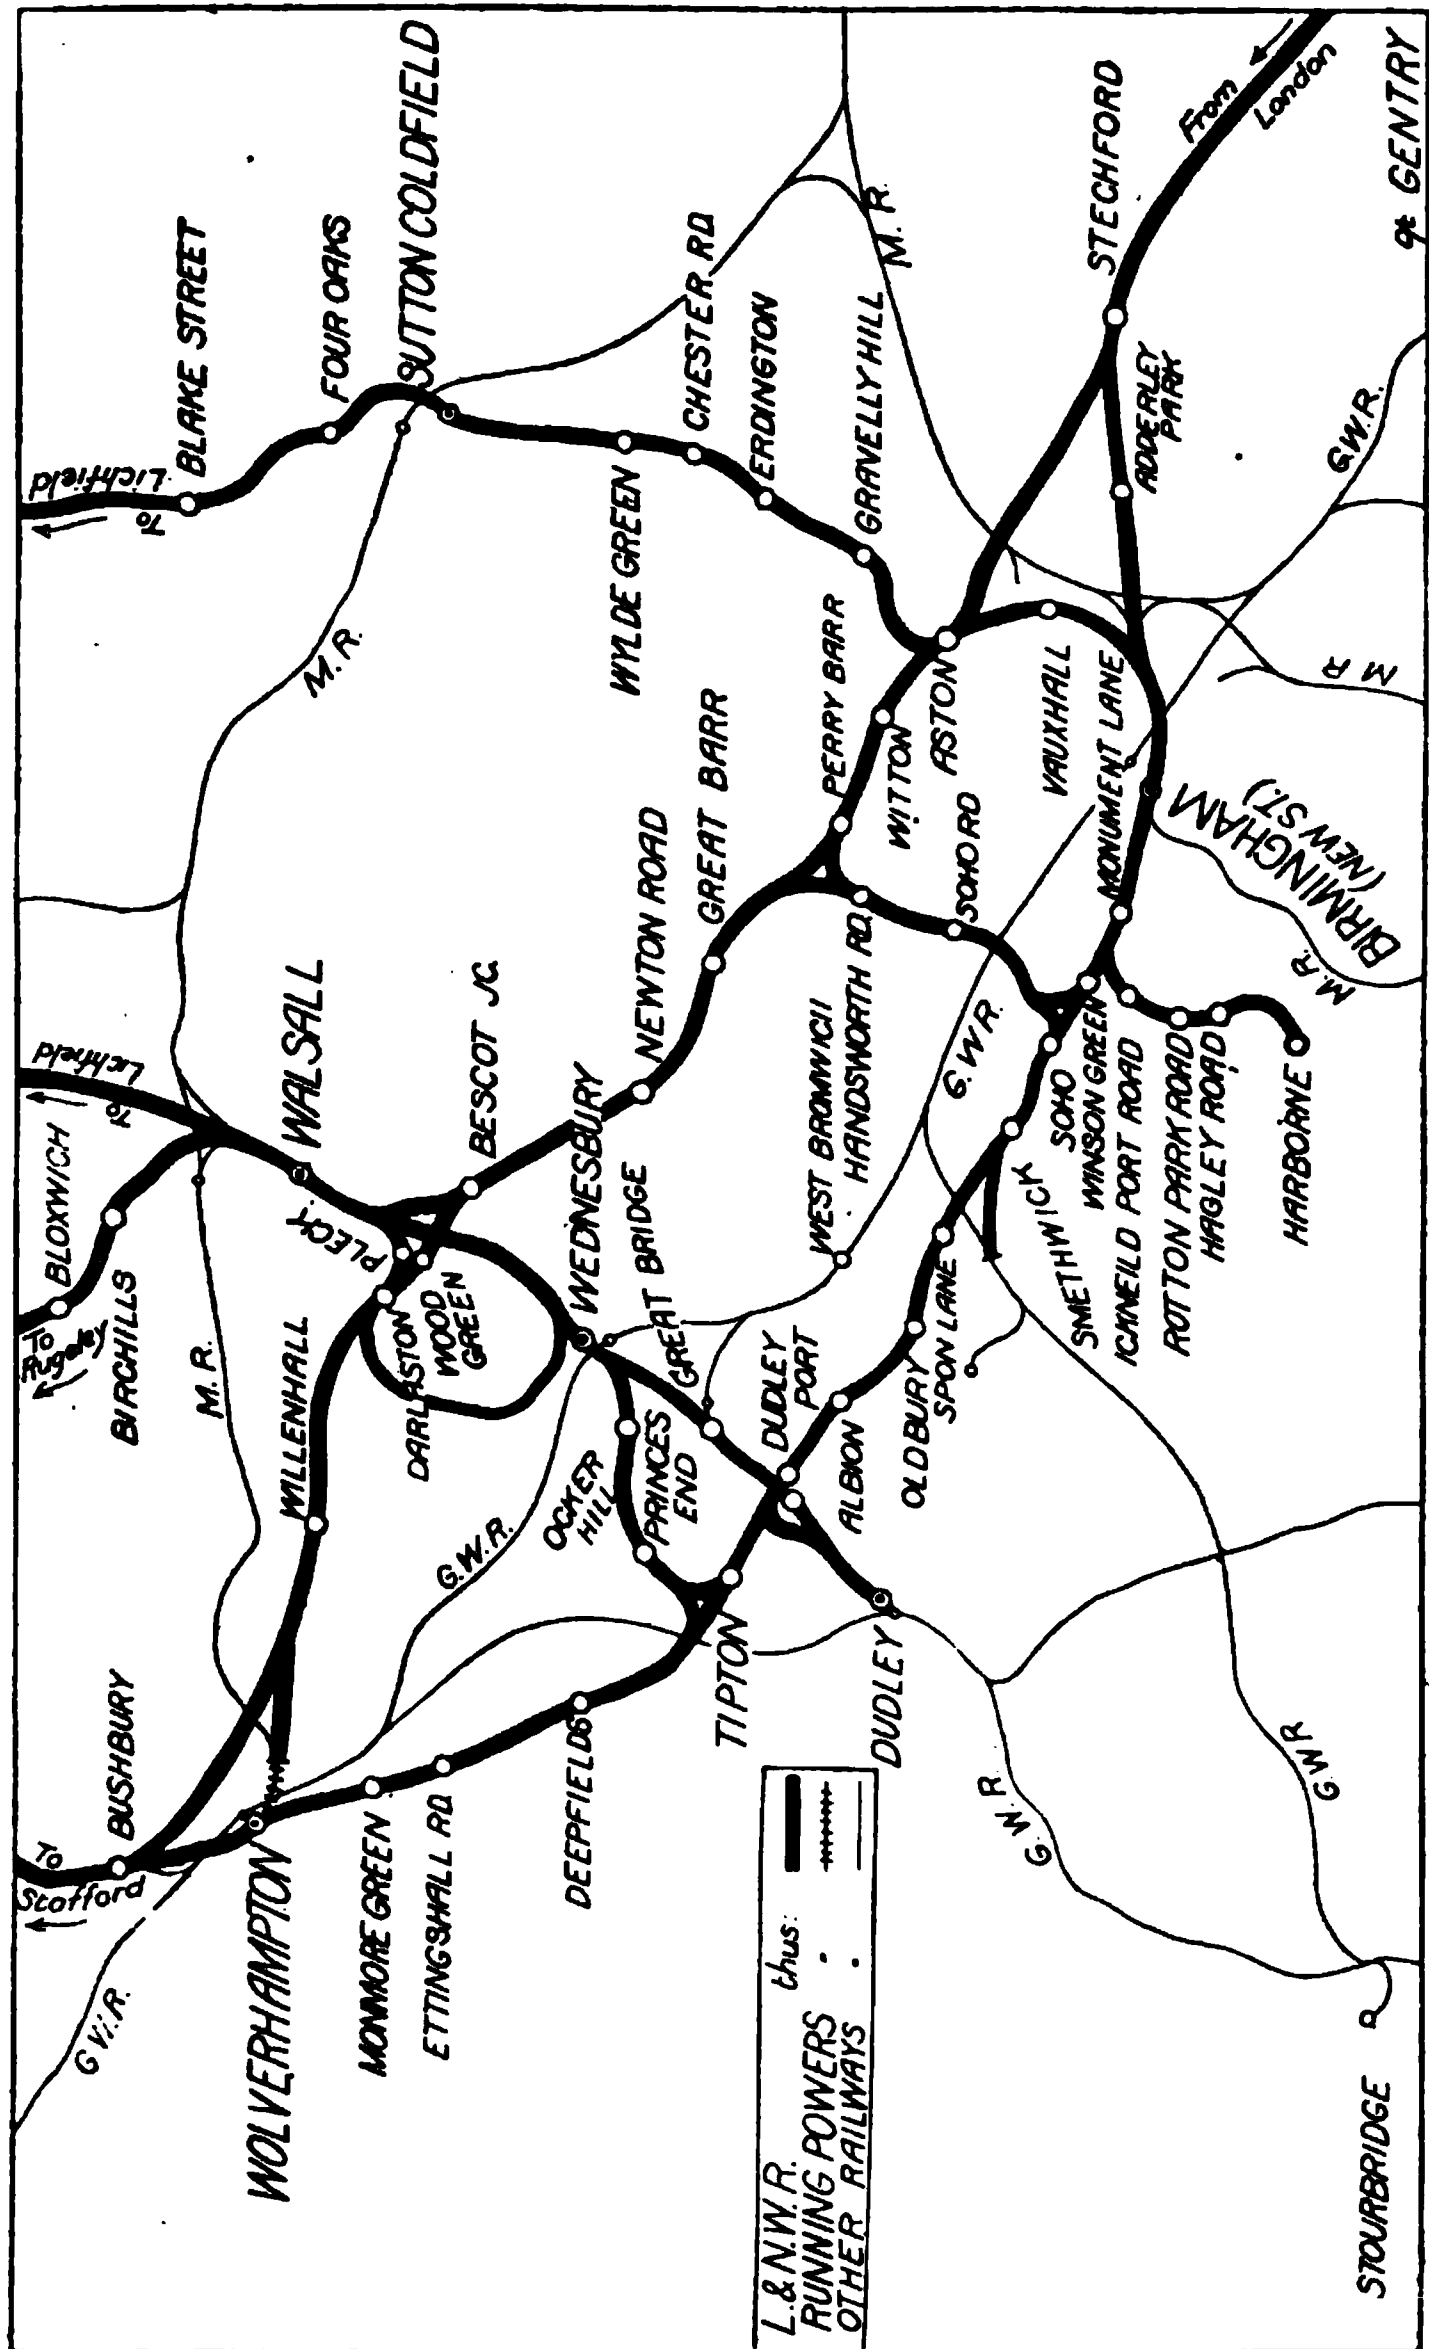 To
Stafford
BUSHBURY
G.W.R.
WOLVERHAMPTON
MONMORE GREEN
ETTINGSHALL RD.
DEEPFIELDS
TIPTON
DUDLEY
WILLENHALL
M.R.
G.W.R.
OCKER
HILL
PRINCES
END
To
Rugeley
BLOXWICH
BIRCHILLS
To Lichfield
WALSALL
PLECK
DARLASTON
WOOD
GREEN
BESCOT JC.
WEDNESBURY
GREAT BRIDGE
DUDLEY
PORT
ALBION
OLDBURY
SPON LANE
SMETHWICK
SOHO
WINSON GREEN
ICKNEILD PORT ROAD
ROTTON PARK ROAD
HAGLEY ROAD
HARBORNE
NEWTON ROAD
GREAT BARR
WEST BROMWICH
HANDSWORTH RD.
SOHO RD
G.W.R.
PERRY BARR
WITTON
ASTON
VAUXHALL
MONUMENT LANE
BIRMINGHAM
(NEW ST.)
M.R.
M R
M.R.
To Lichfield
BLAKE STREET
FOUR OAKS
SUTTON COLDFIELD
WYLDE GREEN
CHESTER RD
ERDINGTON
GRAVELLY HILL
M. R.
STECHFORD
ADDERLEY
PARK
G.W.R.
From
London
GENTRY
G.W.R.
G W R
STOURBRIDGE
L.& N.W.R. thus:
RUNNING POWERS .
OTHER RAILWAYS .